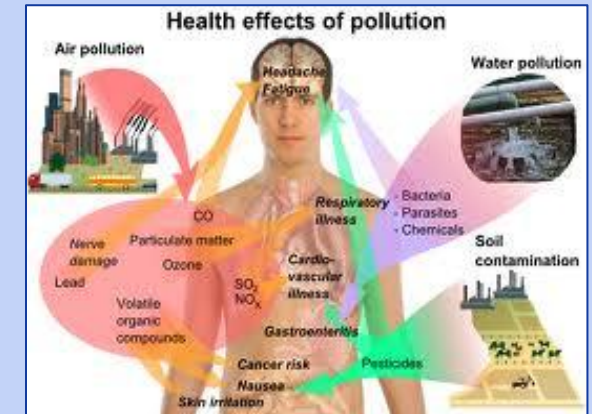 Health effects of pollution
Air pollution
Water pollution
Headache
Fatigue
CO
Particulate matter
Ozone
Nerve
damage
Lead
Volatile
organic
compounds
SO₂
NOₓ
Respiratory
illness
Cardio-
vascular
illness
Gastroenteritis
Cancer risk
Nausea
Skin irritation
- Bacteria
- Parasites
- Chemicals
Soil
contamination
Pesticides